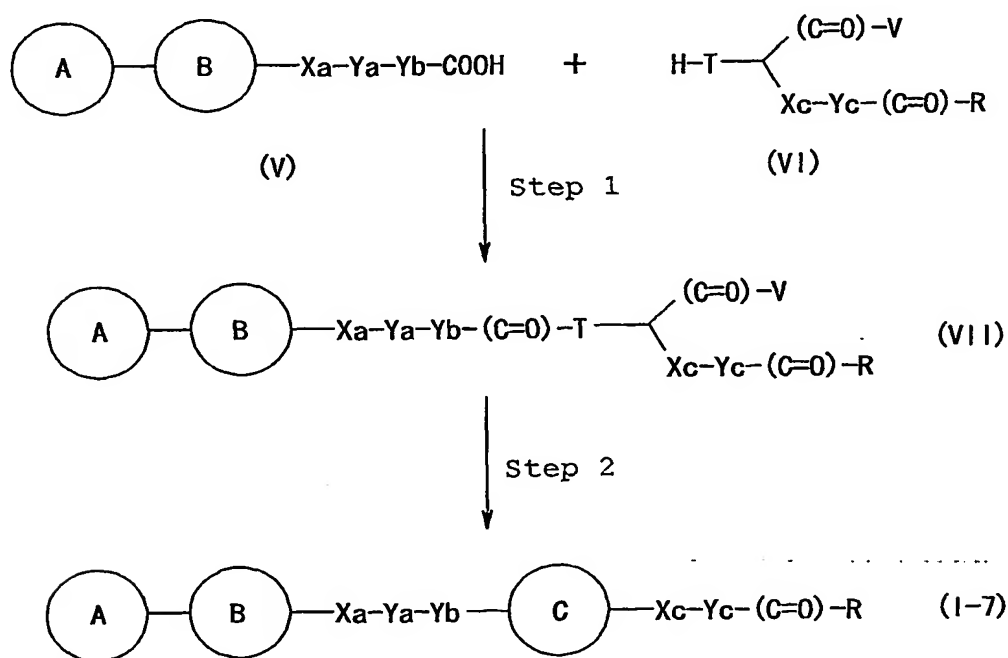 (C=O)-V
A B Xa-Ya-Yb-COOH + H-T
Xc-Yc-(C=O)-R
(V) (VI)
Step 1
(C=O)-V
A B Xa-Ya-Yb-(C=O)-T (VII)
Xc-Yc-(C=O)-R
Step 2
A B Xa-Ya-Yb C Xc-Yc-(C=O)-R (I-7)